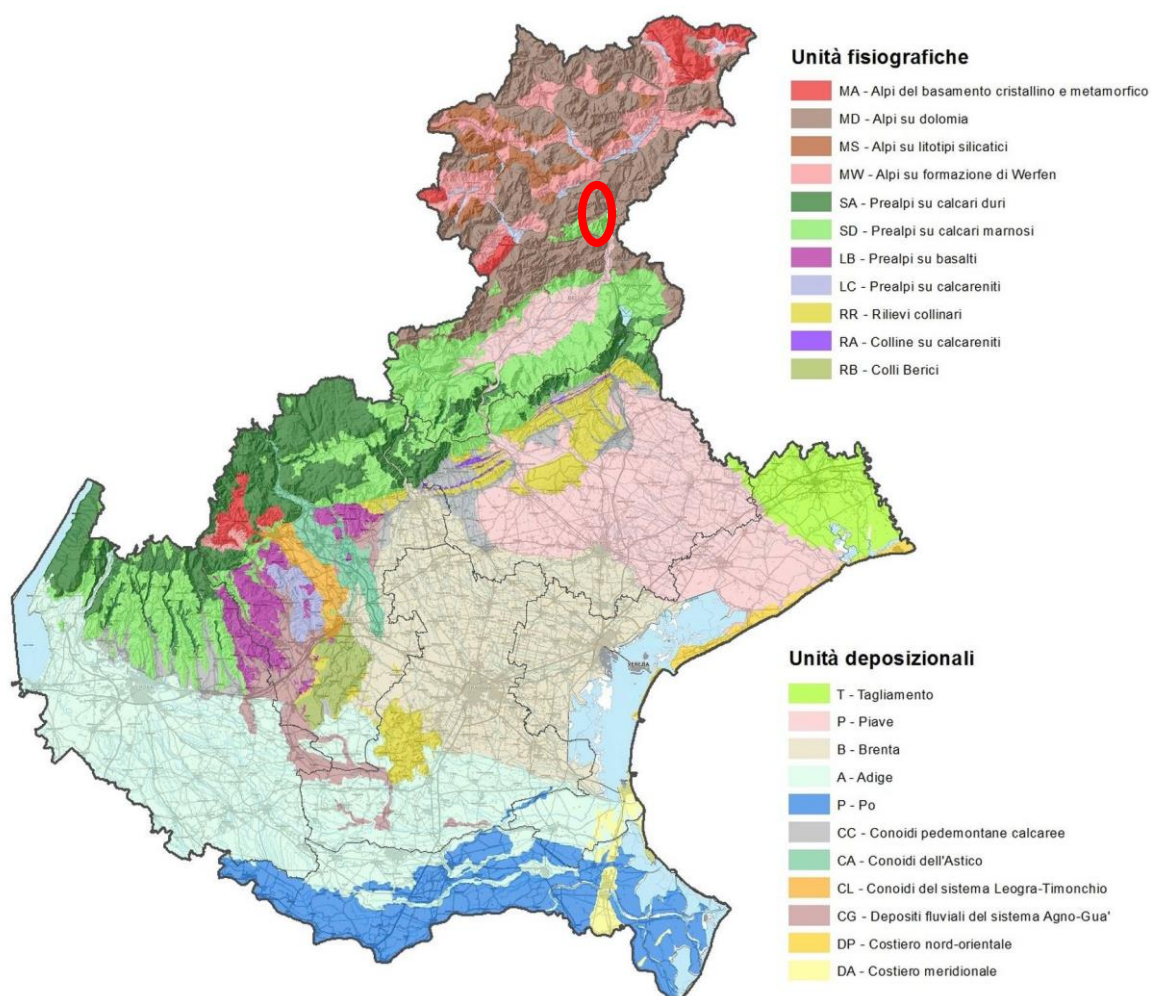 Unità fisiografiche
MA - Alpi del basamento cristallino e metamorfico
MD - Alpi su dolomia
MS - Alpi su litotipi silicatici
MW - Alpi su formazione di Werfen
SA - Prealpi su calcari duri
SD - Prealpi su calcari marnosi
LB - Prealpi su basalti
LC - Prealpi su calcareniti
RR - Rilievi collinari
RA - Colline su calcareniti
RB - Colli Berici
Unità deposizionali
T - Tagliamento
P - Piave
B - Brenta
A - Adige
P - Po
CC - Conoidi pedemontane calcaree
CA - Conoidi dell'Astico
CL - Conoidi del sistema Leogra-Timonchio
CG - Depositi fluviali del sistema Agno-Gua'
DP - Costiero nord-orientale
DA - Costiero meridionale